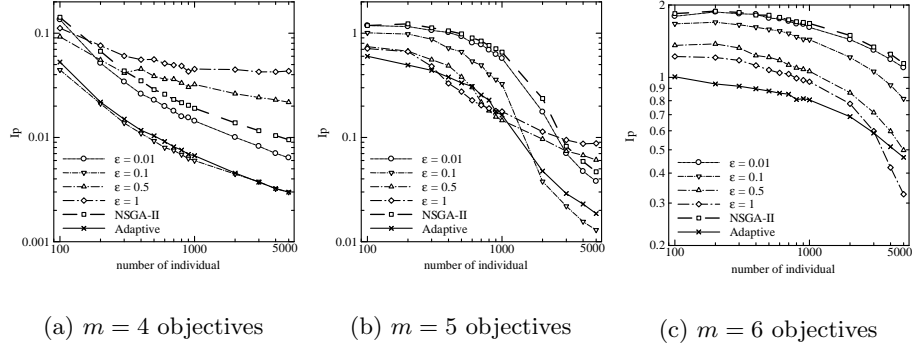 0.1
0.01
0.001
Ip
100
1000
5000
number of individual
ε = 0.01
ε = 0.1
ε = 0.5
ε = 1
NSGA-II
Adaptive
(a) m = 4 objectives
1
0.1
0.01
Ip
100
1000
5000
number of individual
ε = 0.01
ε = 0.1
ε = 0.5
ε = 1
NSGA-II
Adaptive
(b) m = 5 objectives
2
1
0.9
0.8
0.7
0.6
0.5
0.4
0.3
0.2
Ip
100
1000
5000
number of individual
ε = 0.01
ε = 0.1
ε = 0.5
ε = 1
NSGA-II
Adaptive
(c) m = 6 objectives